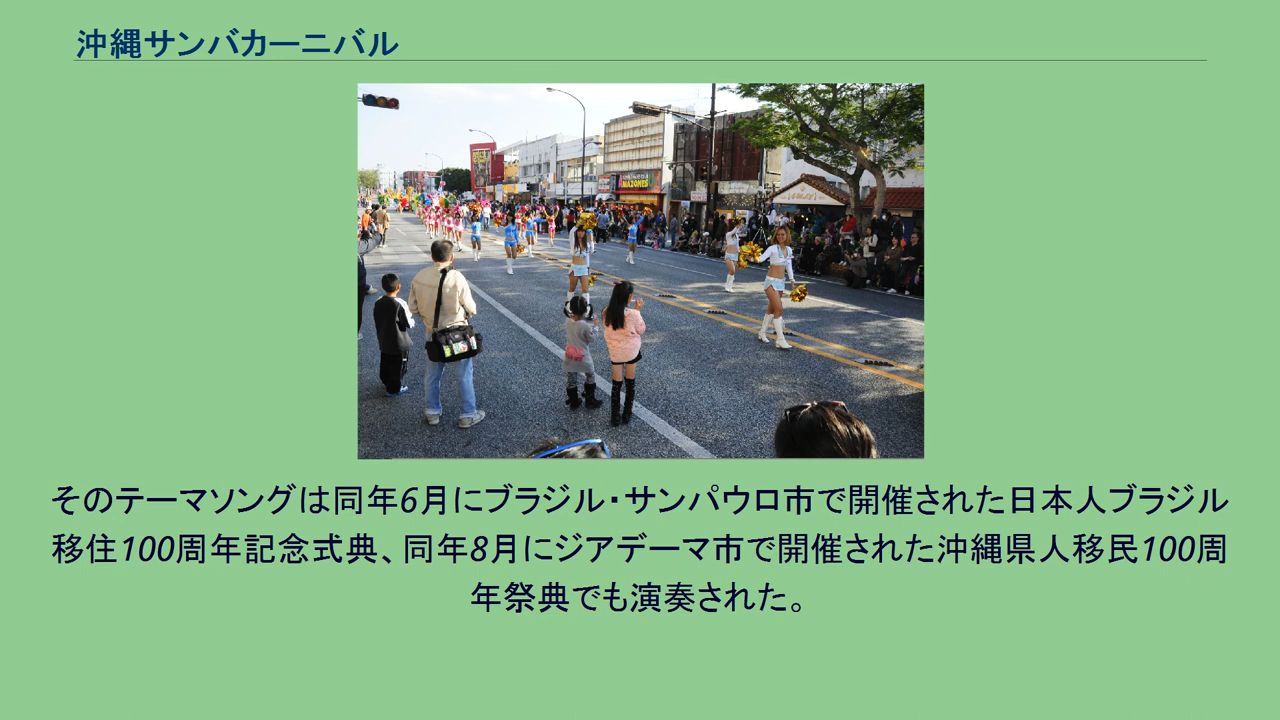 沖縄サンバカーニバル
MAZONES
そのテーマソングは同年6月にブラジル・サンパウロ市で開催された日本人ブラジル
移住100周年記念式典、同年8月にジアデーマ市で開催された沖縄県人移民100周
年祭典でも演奏された。